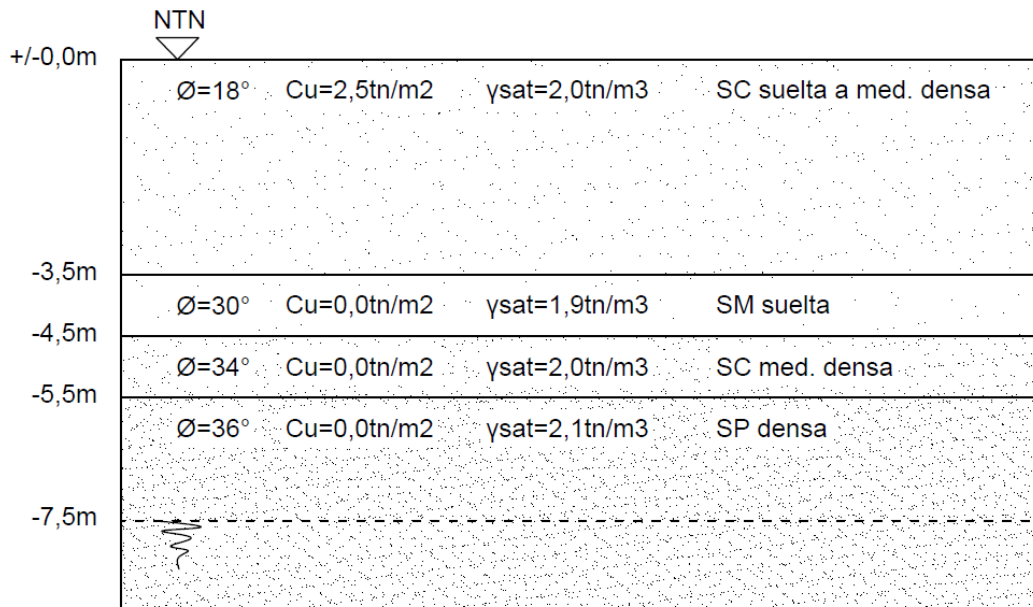 NTN
+/-0,0m
Ø=18° Cu=2,5tn/m2 γsat=2,0tn/m3 SC suelta a med. densa
-3,5m
Ø=30° Cu=0,0tn/m2 γsat=1,9tn/m3 SM suelta
-4,5m
Ø=34° Cu=0,0tn/m2 γsat=2,0tn/m3 SC med. densa
-5,5m
Ø=36° Cu=0,0tn/m2 γsat=2,1tn/m3 SP densa
-7,5m